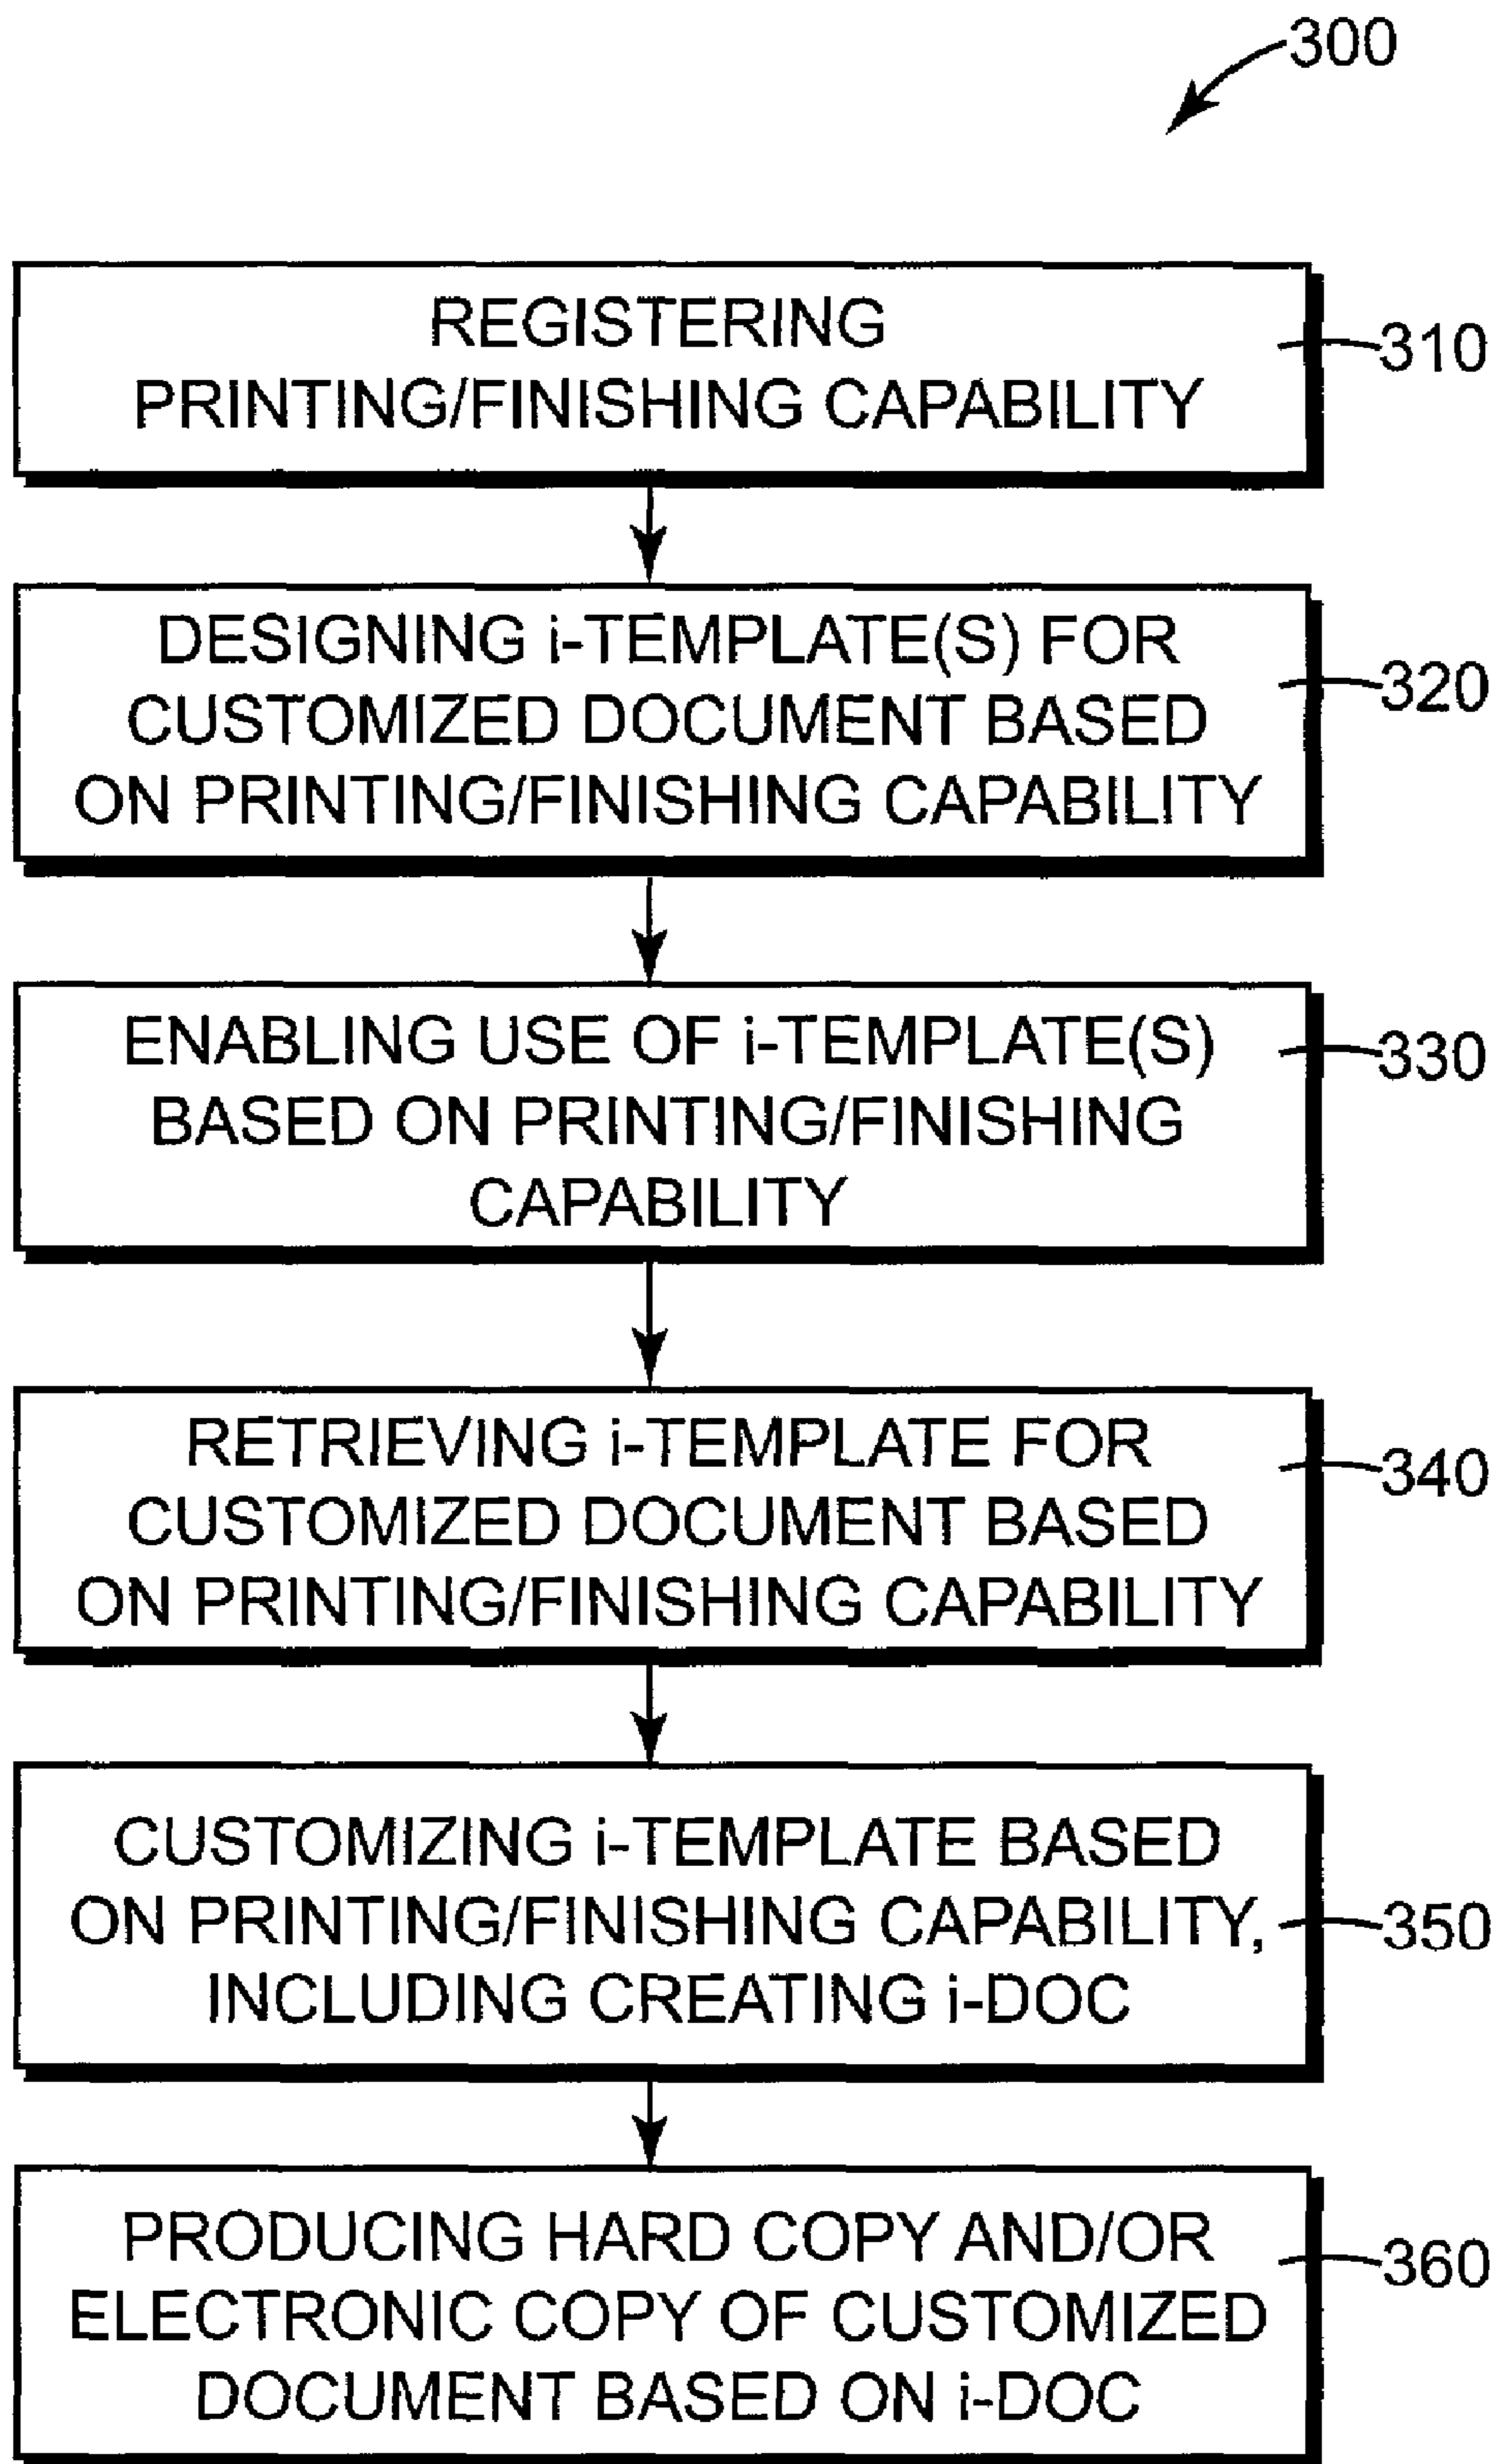 300
REGISTERING
PRINTING/FINISHING CAPABILITY
310
DESIGNING i-TEMPLATE(S) FOR
CUSTOMIZED DOCUMENT BASED
ON PRINTING/FINISHING CAPABILITY
320
ENABLING USE OF i-TEMPLATE(S)
BASED ON PRINTING/FINISHING
CAPABILITY
330
RETRIEVING i-TEMPLATE FOR
CUSTOMIZED DOCUMENT BASED
ON PRINTING/FINISHING CAPABILITY
340
CUSTOMIZING i-TEMPLATE BASED
ON PRINTING/FINISHING CAPABILITY,
INCLUDING CREATING i-DOC
350
PRODUCING HARD COPY AND/OR
ELECTRONIC COPY OF CUSTOMIZED
DOCUMENT BASED ON i-DOC
360